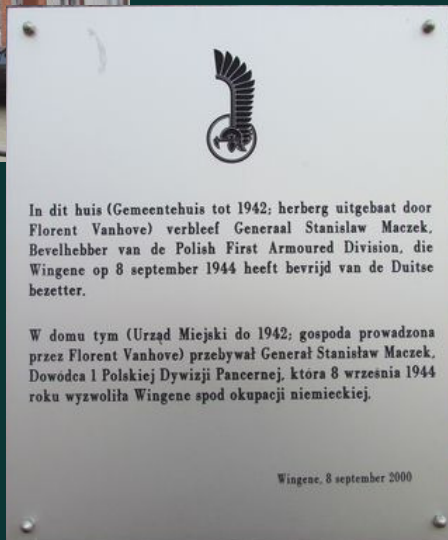 In dit huis (Gemeentehuis tot 1942; herberg uitgebaat door
Florent Vanhove) verbleef Generaal Stanislaw Maczek,
Bevelhebber van de Polish First Armoured Division, die
Wingene op 8 september 1944 heeft bevrijd van de Duitse
bezetter.
W domu tym (Urząd Miejski do 1942; gospoda prowadzona
przez Florent Vanhove) przebywał Generał Stanisław Maczek,
Dowódca 1 Polskiej Dywizji Pancernej, która 8 września 1944
roku wyzwoliła Wingene spod okupacji niemieckiej.
Wingene, 8 september 2000